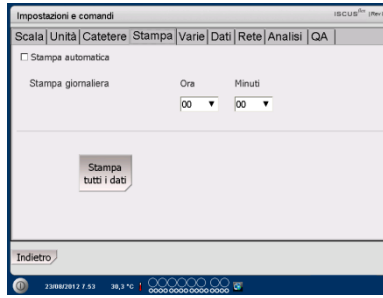 Impostazioni e comandi
ISCUS
Scala Unità Catetere Stampa Varie Dati Rete Analisi QA
Stampa automatica
Stampa giornaliera Ora Minuti
00 00
Stampa
tutti i dati
Indietro
23/08/2012 7.53 38,3 °C